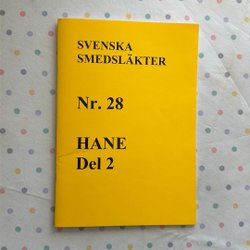 SVENSKA
SMEDSLÄKTER
Nr. 28
HANE
Del 2